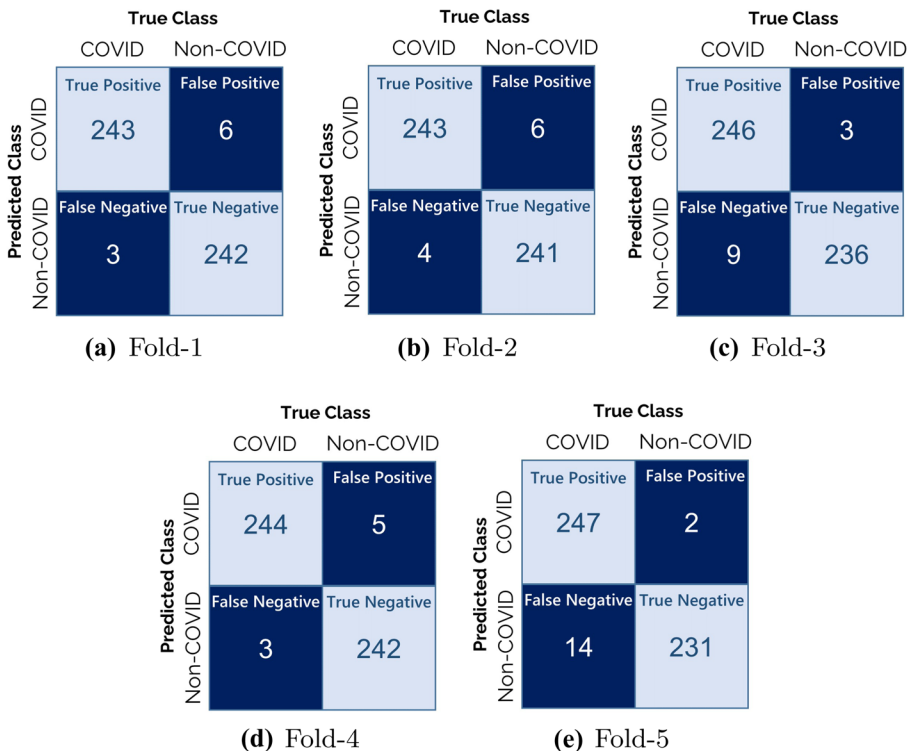 True Class
COVID Non-COVID
Predicted Class
COVID
Non-COVID
True Positive False Positive
243 6
False Negative True Negative
3 242
(a) Fold-1
True Class
COVID Non-COVID
Predicted Class
COVID
Non-COVID
True Positive False Positive
243 6
False Negative True Negative
4 241
(b) Fold-2
True Class
COVID Non-COVID
Predicted Class
COVID
Non-COVID
True Positive False Positive
246 3
False Negative True Negative
9 236
(c) Fold-3
True Class
COVID Non-COVID
Predicted Class
COVID
Non-COVID
True Positive False Positive
244 5
False Negative True Negative
3 242
(d) Fold-4
True Class
COVID Non-COVID
Predicted Class
COVID
Non-COVID
True Positive False Positive
247 2
False Negative True Negative
14 231
(e) Fold-5